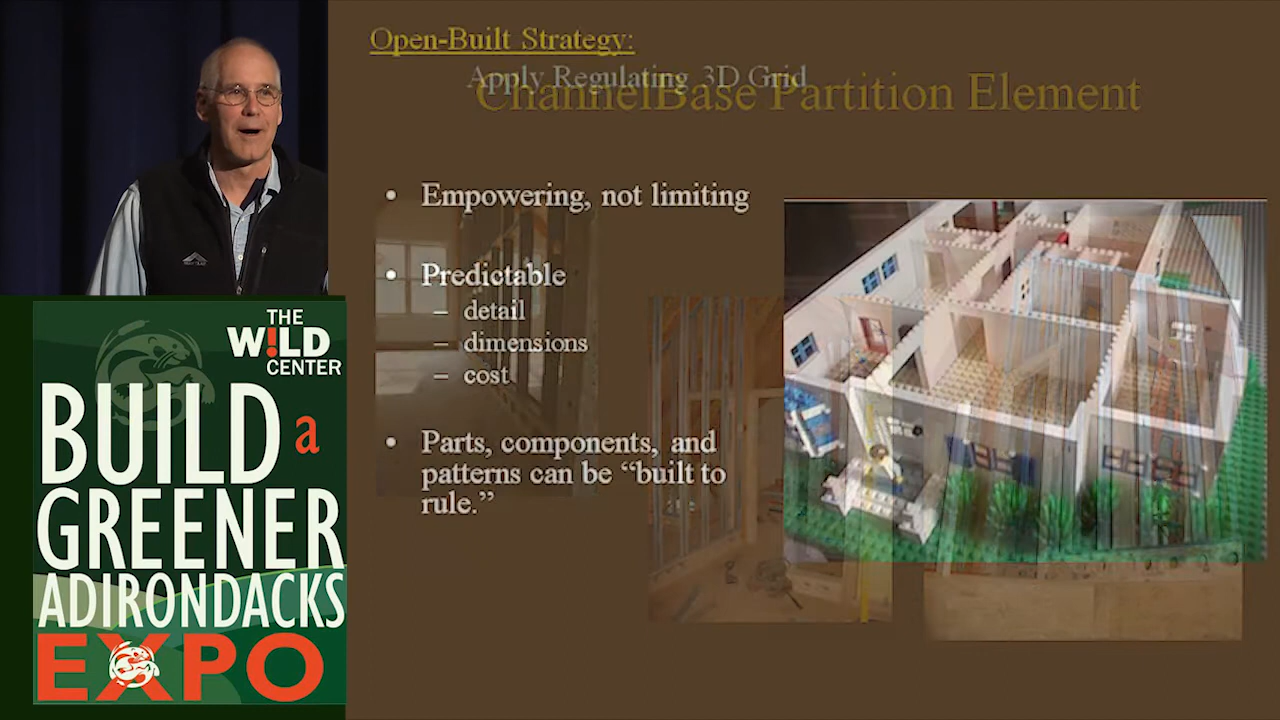 Open-Built Strategy:
Apply Regulating 3D Grid
ChannelBase Partition Element
• Empowering, not limiting
• Predictable
– detail
– dimensions
– cost
• Parts, components, and
patterns can be “built to
rule.”
THE
W!LD
CENTER
BUILD a
GREENER
ADIRONDACKS
EXPO